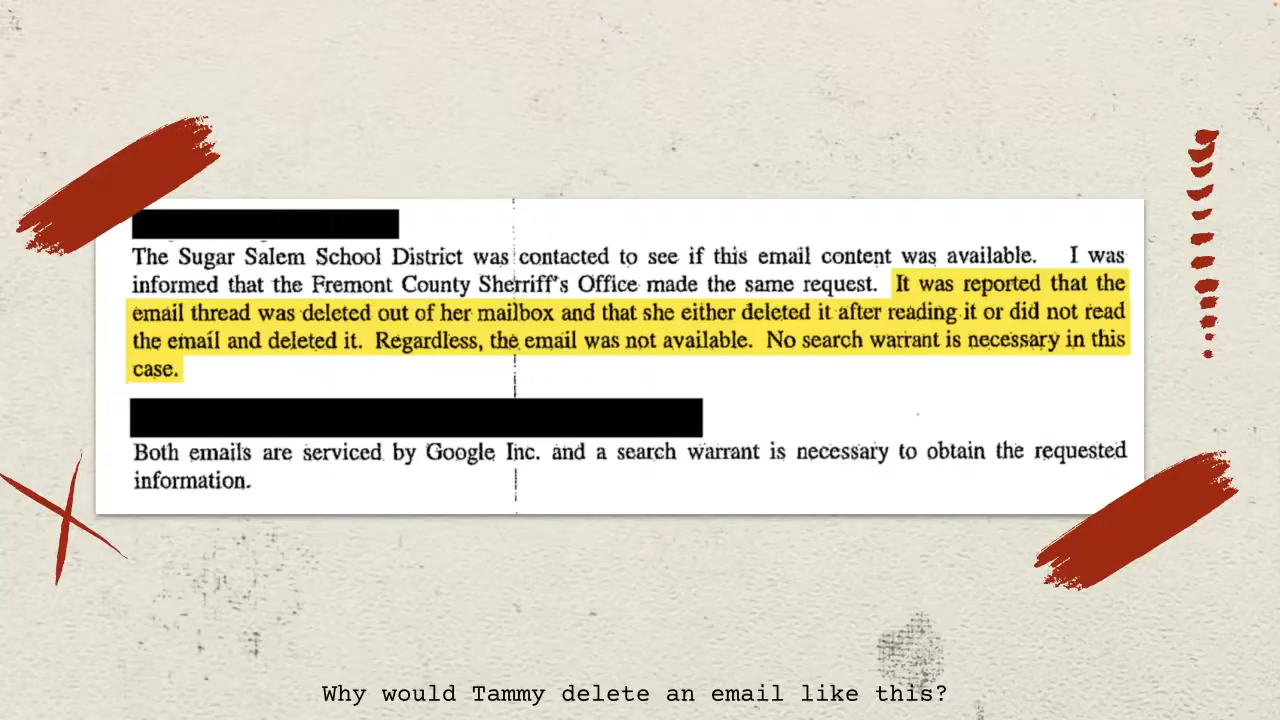 The Sugar Salem School District was contacted to see if this email content was available. I was
informed that the Fremont County Sherriff's Office made the same request. It was reported that the
email thread was deleted out of her mailbox and that she either deleted it after reading it or did not read
the email and deleted it. Regardless, the email was not available. No search warrant is necessary in this
case.
Both emails are serviced by Google Inc. and a search warrant is necessary to obtain the requested
information.
Why would Tammy delete an email like this?